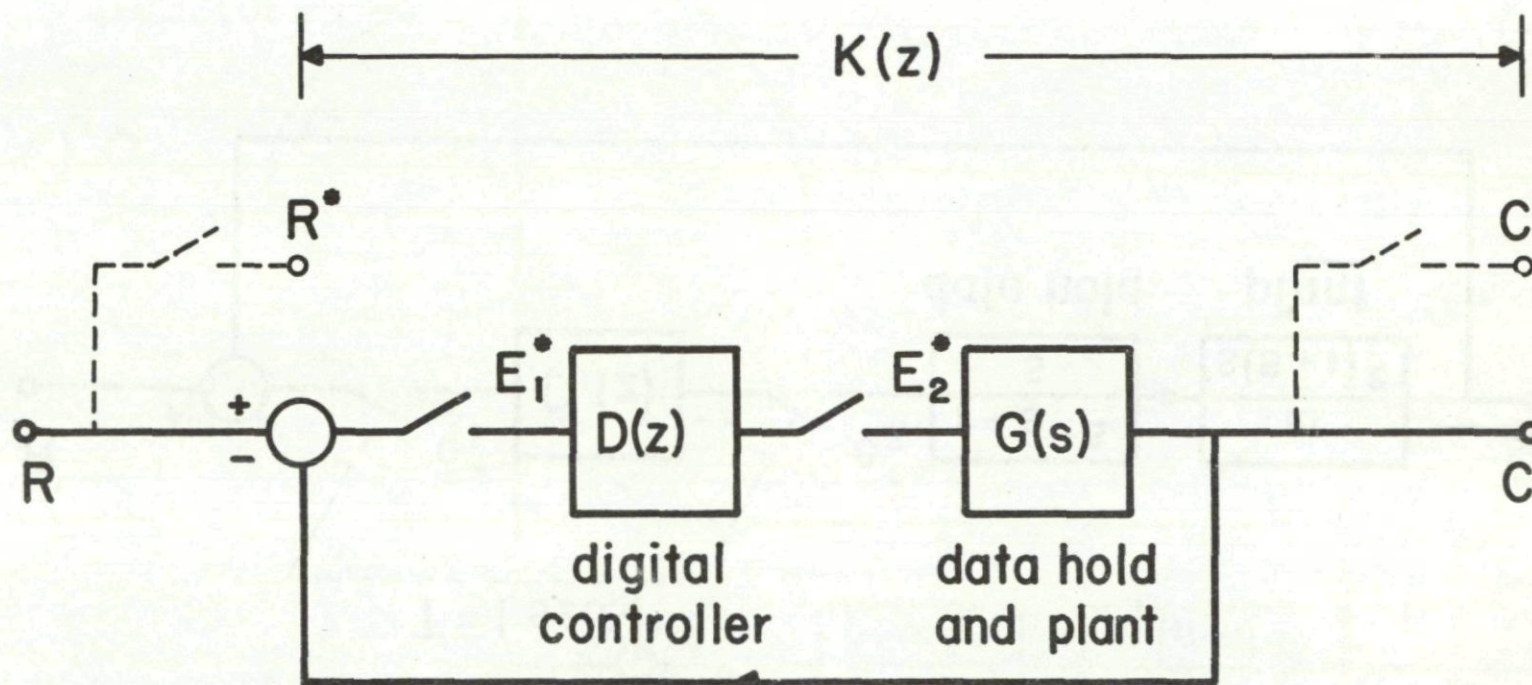 K(z)
R*
C
+
E₁*
E₂*
D(z)
G(s)
-
R
C
digital
controller
data hold
and plant